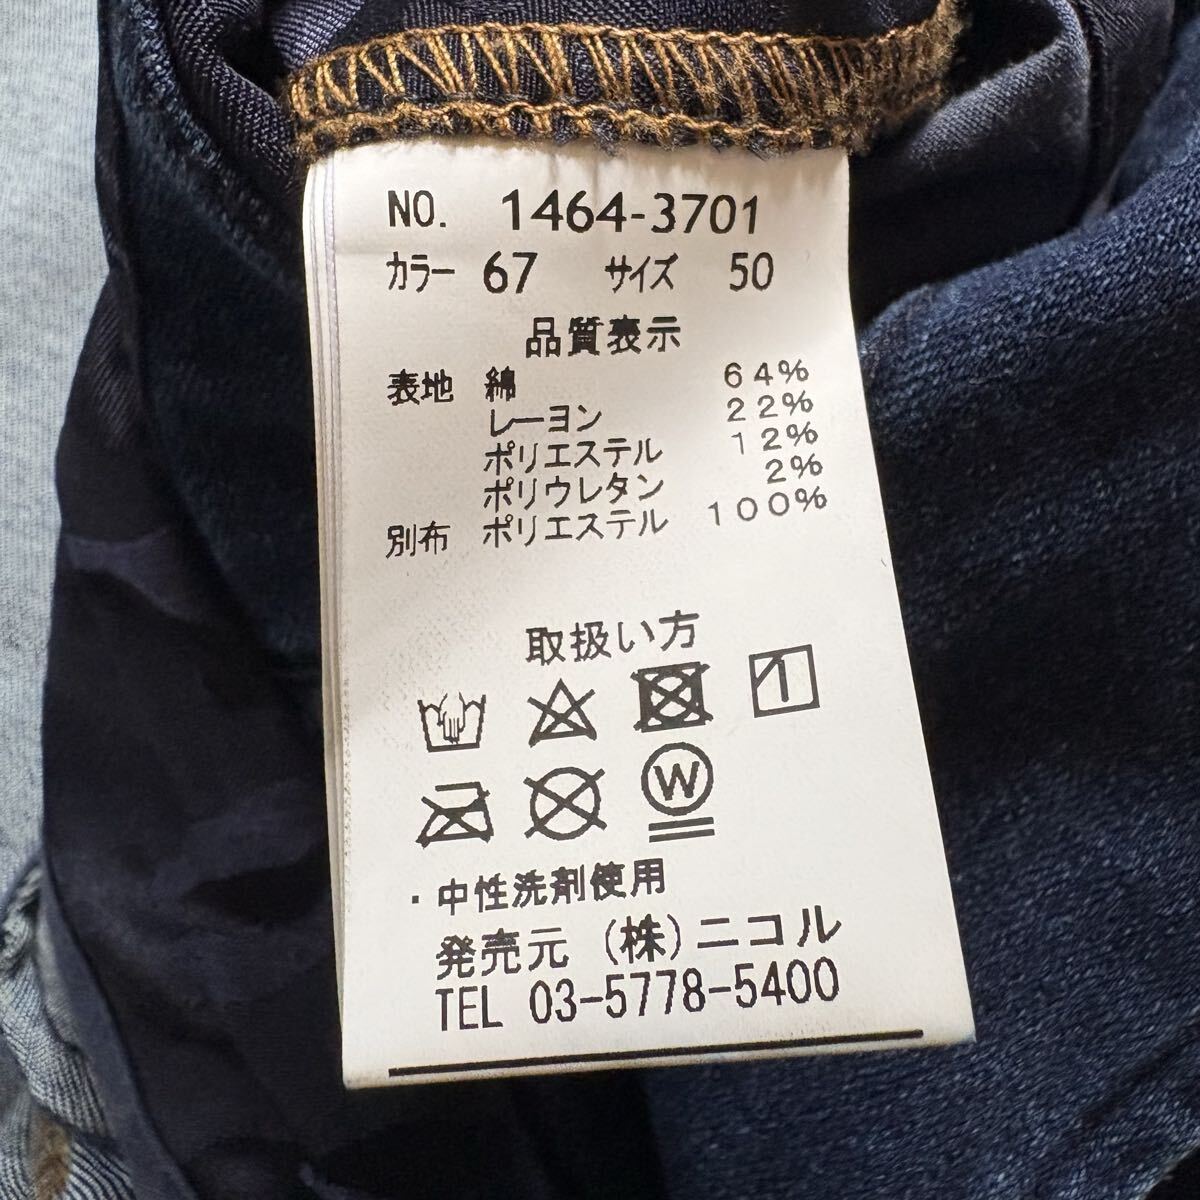 NO. 1464-3701
カラー 67 サイズ 50
品質表示
表地 綿 64%
レーヨン 22%
ポリエステル 12%
ポリウレタン 2%
別布 ポリエステル 100%
取扱い方
W
・中性洗剤使用
発売元 (株)ニコル
TEL 03-5778-5400